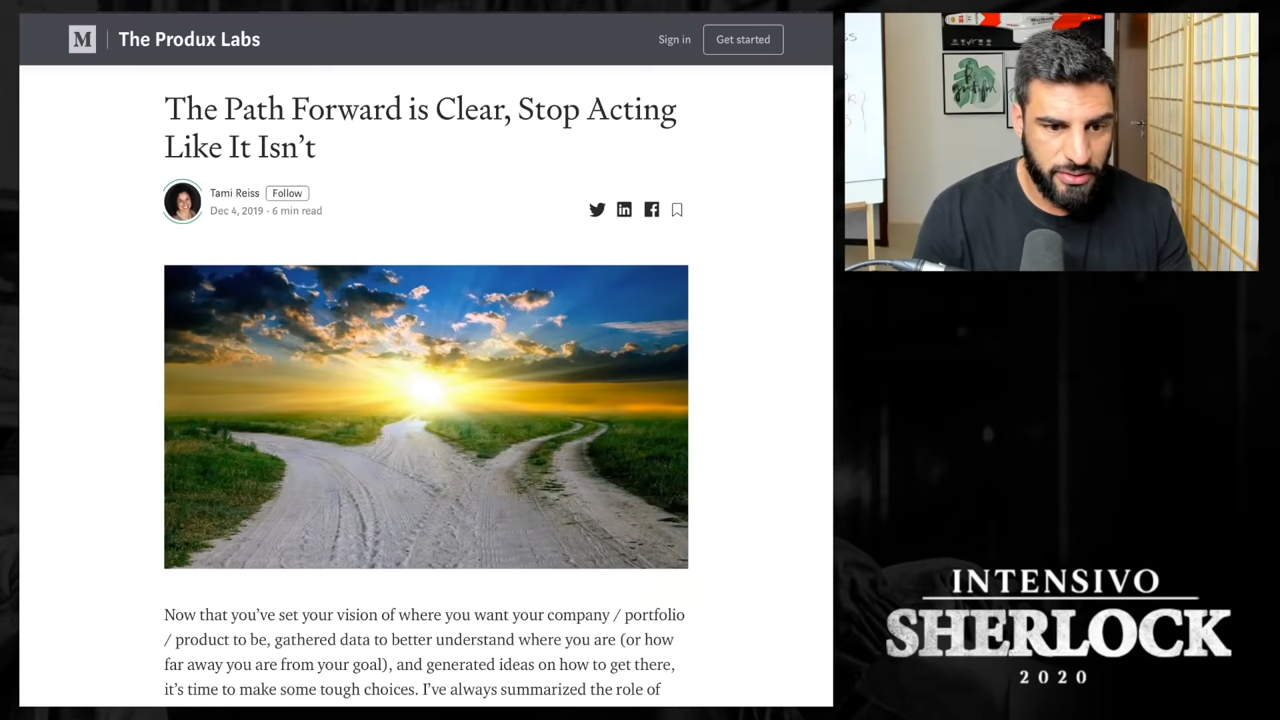 M
The Produx Labs
Sign in
Get started
The Path Forward is Clear, Stop Acting
Like It Isn’t
Tami Reiss
Follow
Dec 4, 2019 · 6 min read
Now that you’ve set your vision of where you want your company / portfolio
/ product to be, gathered data to better understand where you are (or how
far away you are from your goal), and generated ideas on how to get there,
it’s time to make some tough choices. I’ve always summarized the role of
INTENSIVO
SHERLOCK
2020